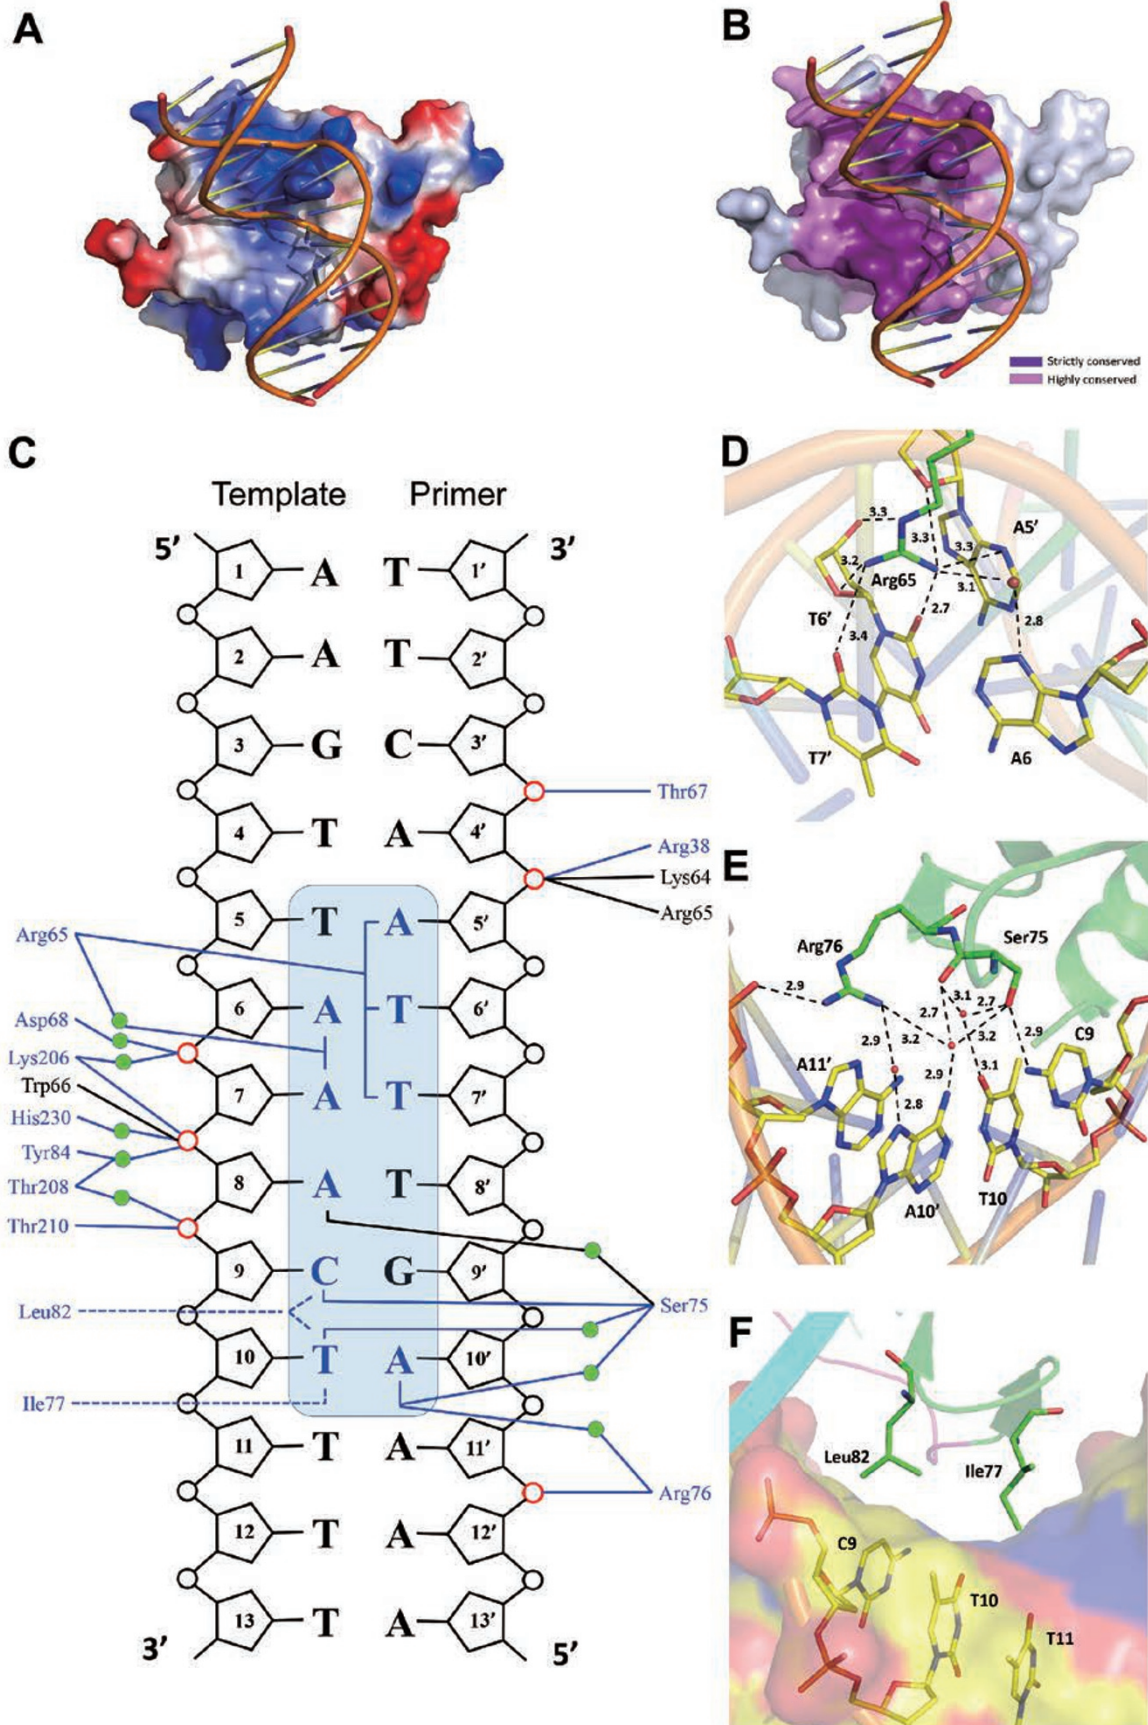 A
B
Strictly conserved
Highly conserved
C
Template Primer
5’ 3’
1 A T 1’
2 A T 2’
3 G C 3’
Thr67
4 T A 4’
Arg38
Lys64
Arg65
5 T A 5’
Arg65
6 A T 6’
Asp68
Lys206
Trp66
7 A T 7’
His230
Tyr84
8 A T 8’
Thr208
Thr210
9 C G 9’
Leu82 Ser75
10 T A 10’
Ile77
11 T A 11’
Arg76
12 T A 12’
13 T A 13’
3’ 5’
D
3.3
A5’
3.3
3.3
3.2
Arg65
3.1
2.7
T6’
2.8
3.4
T7’
A6
E
Ser75
Arg76
2.9
3.1
2.7
2.7
2.9
C9
3.2
3.2
2.9
A11’
3.1
2.9
2.8
T10
A10’
F
Leu82
Ile77
C9
T10
T11